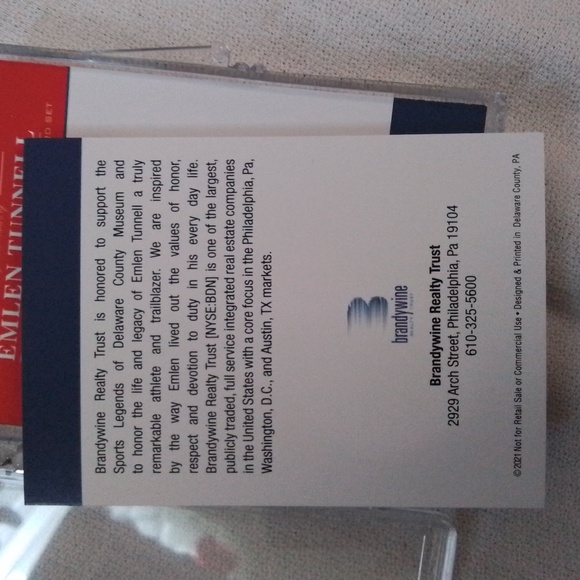 EMLEN TUNNELL
Brandywine Realty Trust is honored to support the
Sports Legends of Delaware County Museum and
to honor the life and legacy of Emlen Tunnell a truly
remarkable athlete and trailblazer. We are inspired
by the way Emlen lived out the values of honor,
respect and devotion to duty in his every day life.
Brandywine Realty Trust [NYSE:BDN] is one of the largest,
publicly traded, full service integrated real estate companies
in the United States with a core focus in the Philadelphia, Pa,
Washington, D.C., and Austin, TX markets.
brandywine
REALTY TRUST
Brandywine Realty Trust
2929 Arch Street, Philadelphia, Pa 19104
610-325-5600
©2021 Not for Retail Sale or Commercial Use • Designed & Printed in Delaware County, PA